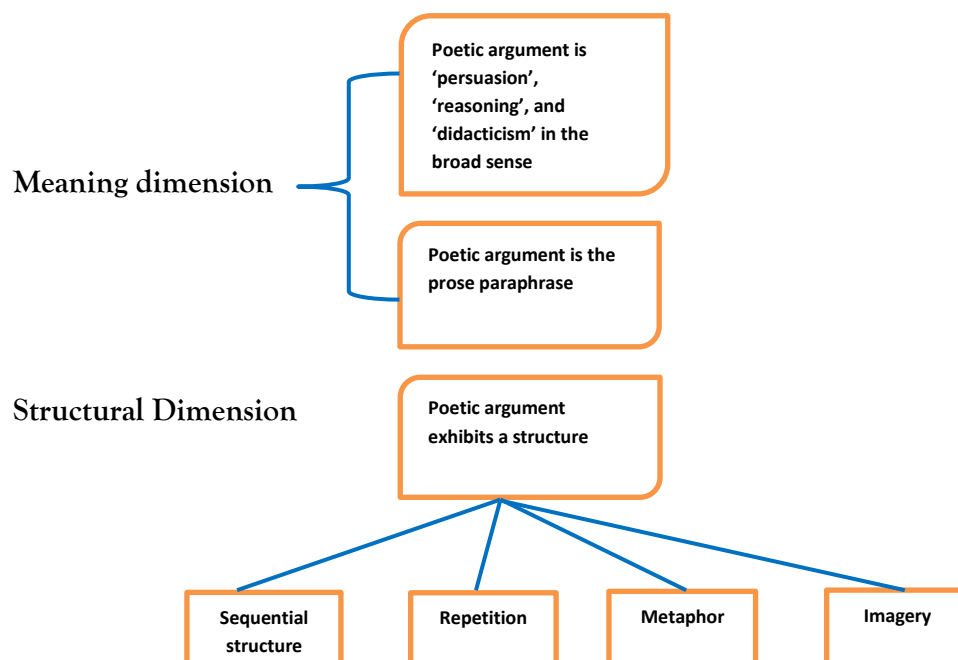 Poetic argument is
‘persuasion’,
‘reasoning’, and
‘didacticism’ in the
broad sense
Meaning dimension
Poetic argument is the
prose paraphrase
Structural Dimension
Poetic argument
exhibits a structure
Sequential
structure
Repetition
Metaphor
Imagery